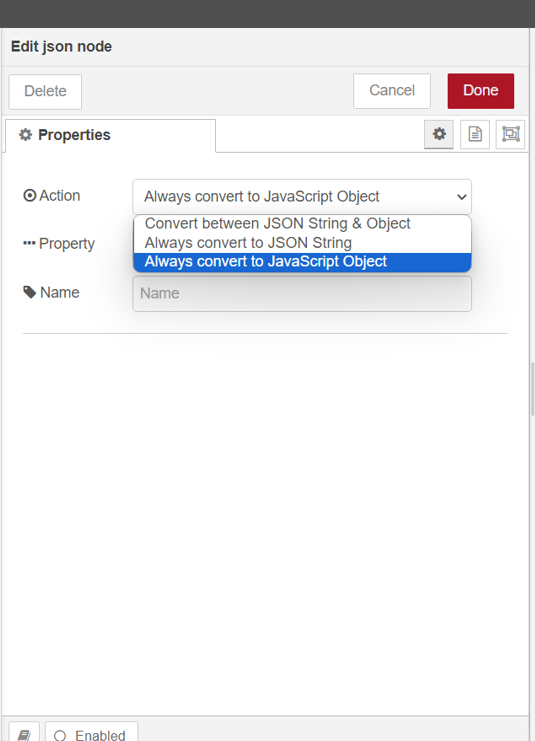 Edit json node
Delete
Cancel
Done
Properties
Action
Always convert to JavaScript Object
Convert between JSON String & Object
Property
Always convert to JSON String
Always convert to JavaScript Object
Name
Name
Enabled